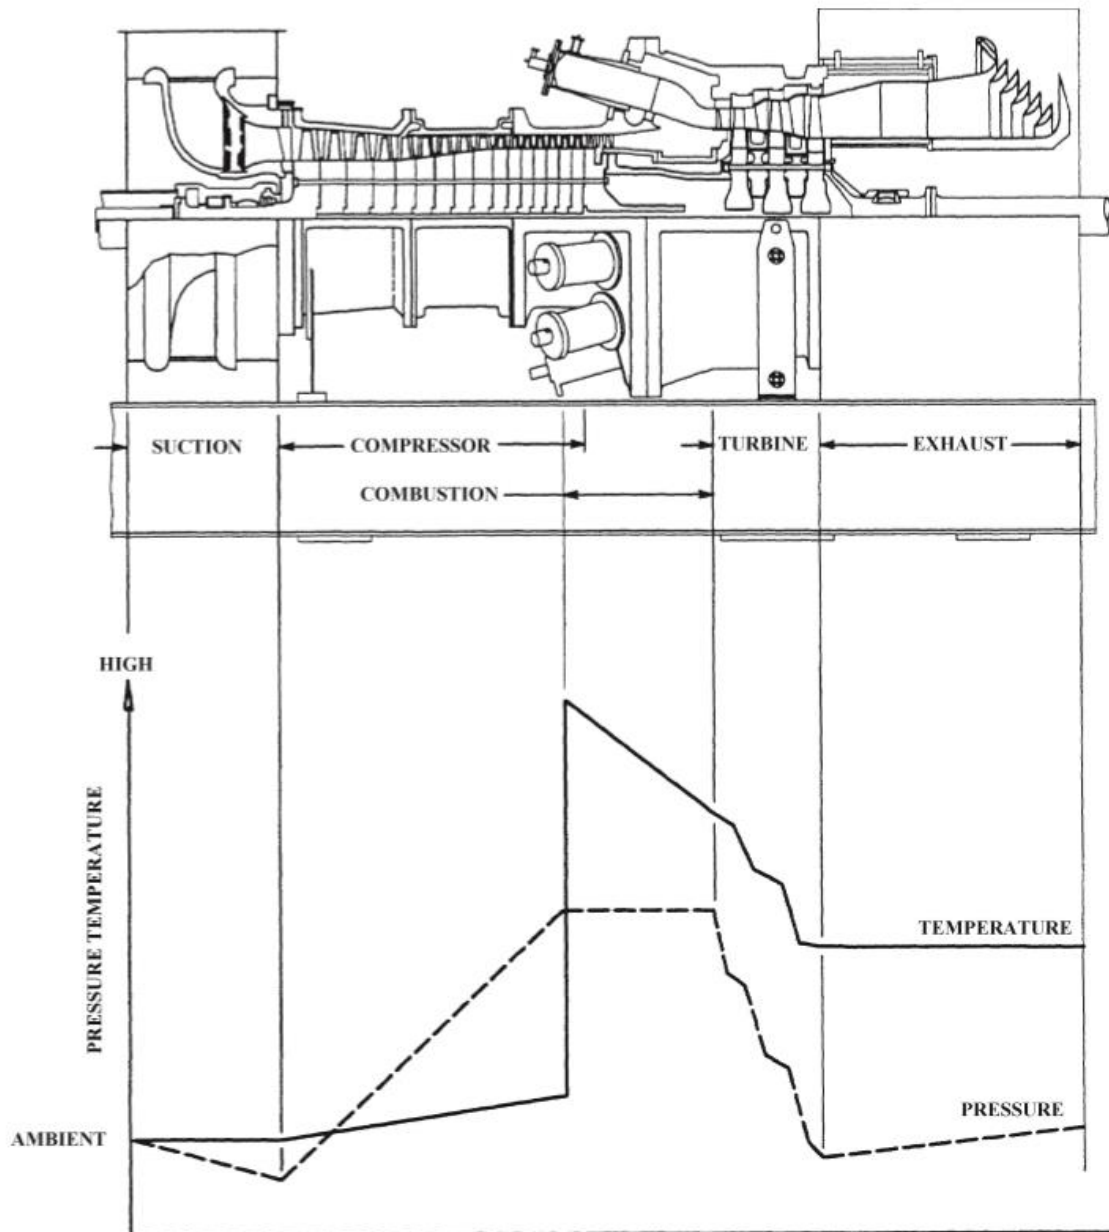 SUCTION
COMPRESSOR
TURBINE
EXHAUST
COMBUSTION
HIGH
PRESSURE TEMPERATURE
TEMPERATURE
PRESSURE
AMBIENT